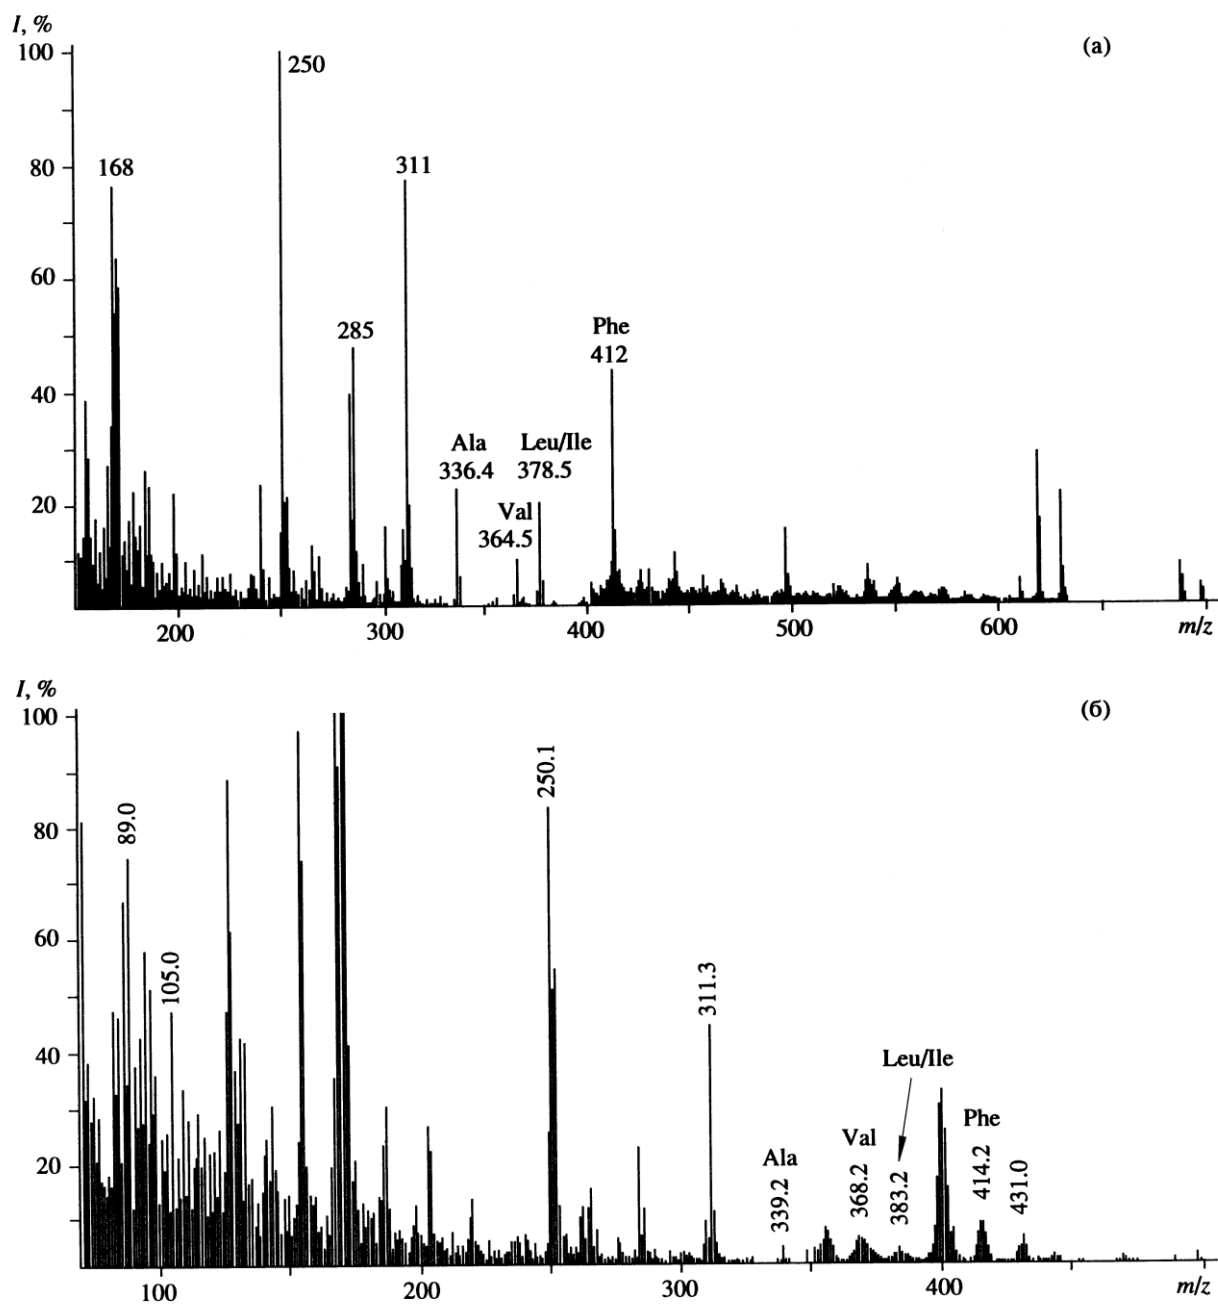 I, %
(а)
100
250
80
168
311
60
285
Phe
412
40
Ala
Leu/Ile
336.4
378.5
20
Val
364.5
200
300
400
500
600
m/z
I, %
(б)
100
250.1
89.0
80
60
105.0
311.3
40
Leu/Ile
Phe
Val
Ala
20
339.2
368.2
383.2
414.2
431.0
100
200
300
400
m/z